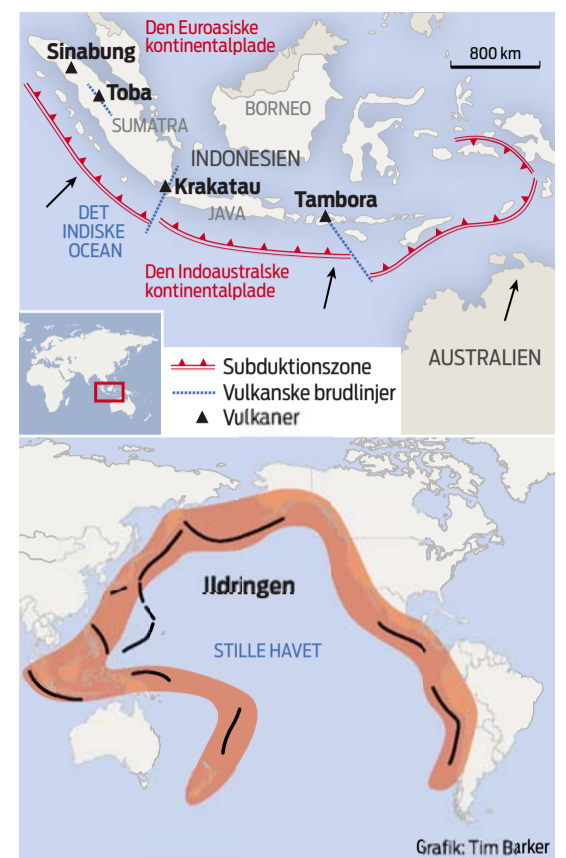 Den Euroasiske
kontinentalplade
Sinabung
800 km
Toba
BORNEO
SUMATRA
INDONESIEN
Krakatau
Tambora
JAVA
DET
INDISKE
OCEAN
Den Indoaustralske
kontinentalplade
AUSTRALIEN
Subduktionszone
Vulkanske brudlinjer
Vulkaner
Ildringen
STILLE HAVET
Grafik: Tim Barker